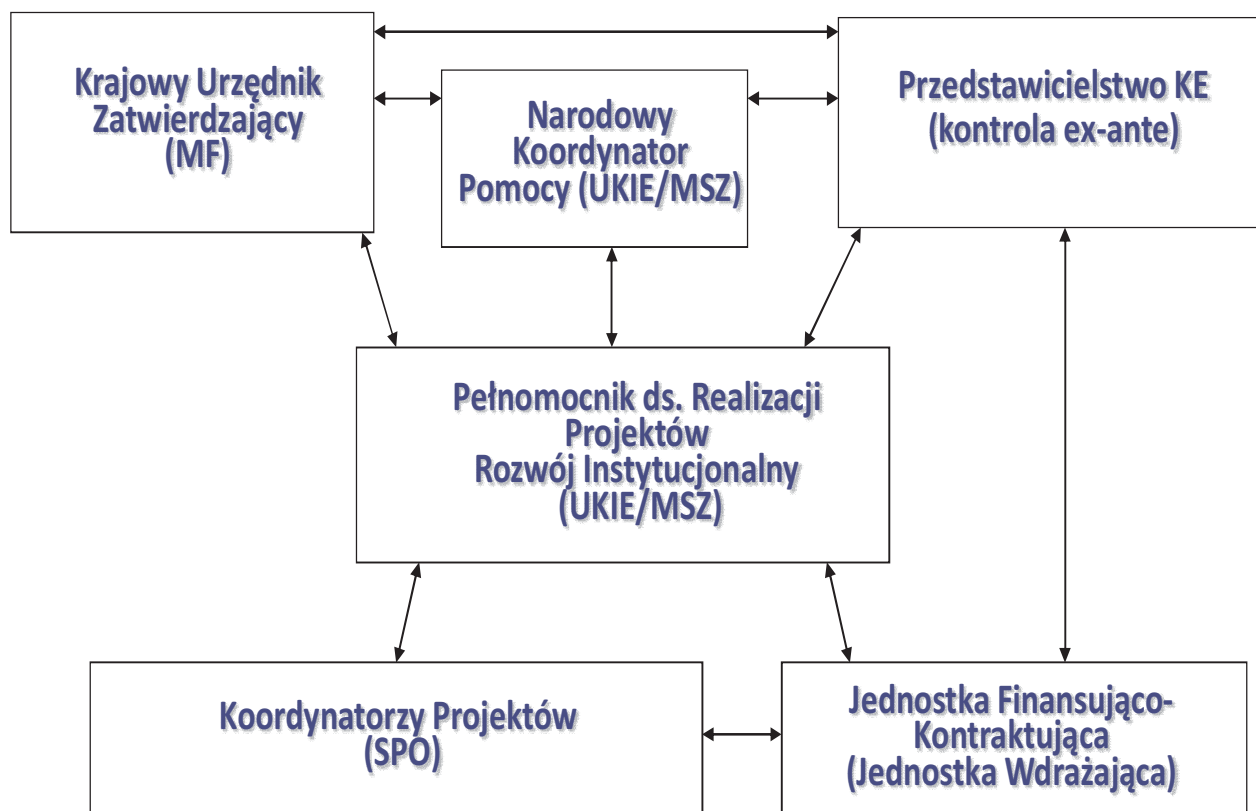 Krajowy Urzędnik
Zatwierdzający
(MF)
Narodowy
Koordynator
Pomocy (UKIE/MSZ)
Przedstawicielstwo KE
(kontrola ex-ante)
Pełnomocnik ds. Realizacji
Projektów
Rozwój Instytucjonalny
(UKIE/MSZ)
Koordynatorzy Projektów
(SPO)
Jednostka Finansująco-
Kontraktująca
(Jednostka Wdrażająca)